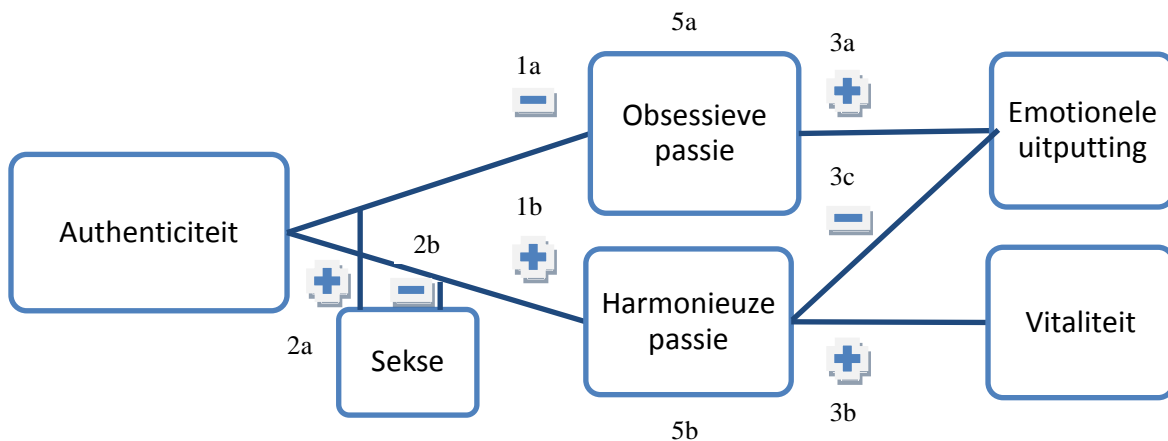 5a
3a
1a
Obsessieve
passie
Emotionele
uitputting
3c
1b
Authenticiteit
2b
Harmonieuze
passie
Vitaliteit
2a
Sekse
3b
5b